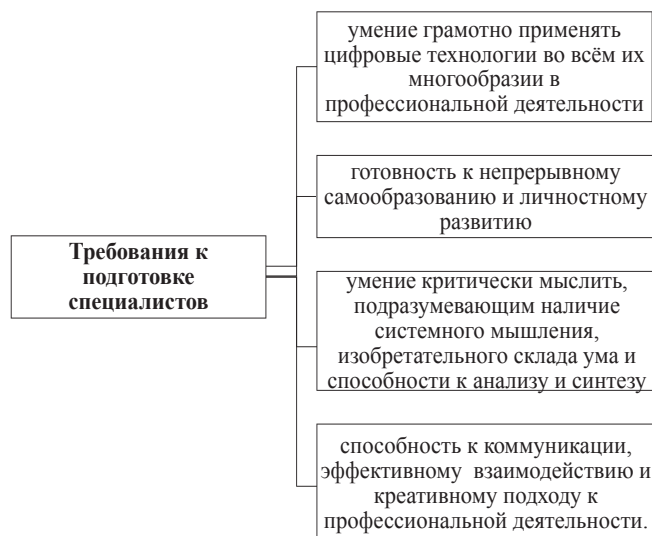 умение грамотно применять
цифровые технологии во всём их
многообразии в
профессиональной деятельности
готовность к непрерывному
самообразованию и личностному
развитию
Требования к
подготовке
специалистов
умение критически мыслить,
подразумевающим наличие
системного мышления,
изобретательного склада ума и
способности к анализу и синтезу
способность к коммуникации,
эффективному взаимодействию и
креативному подходу к
профессиональной деятельности.